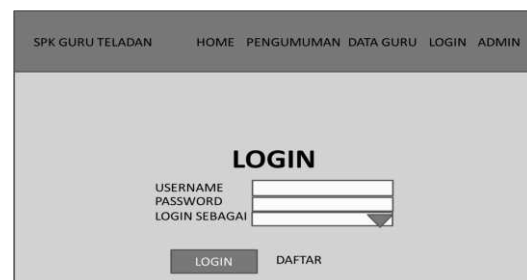 SPK GURU TELADAN HOME PENGUMUMAN DATA GURU LOGIN ADMIN
LOGIN
USERNAME
PASSWORD
LOGIN SEBAGAI
LOGIN DAFTAR